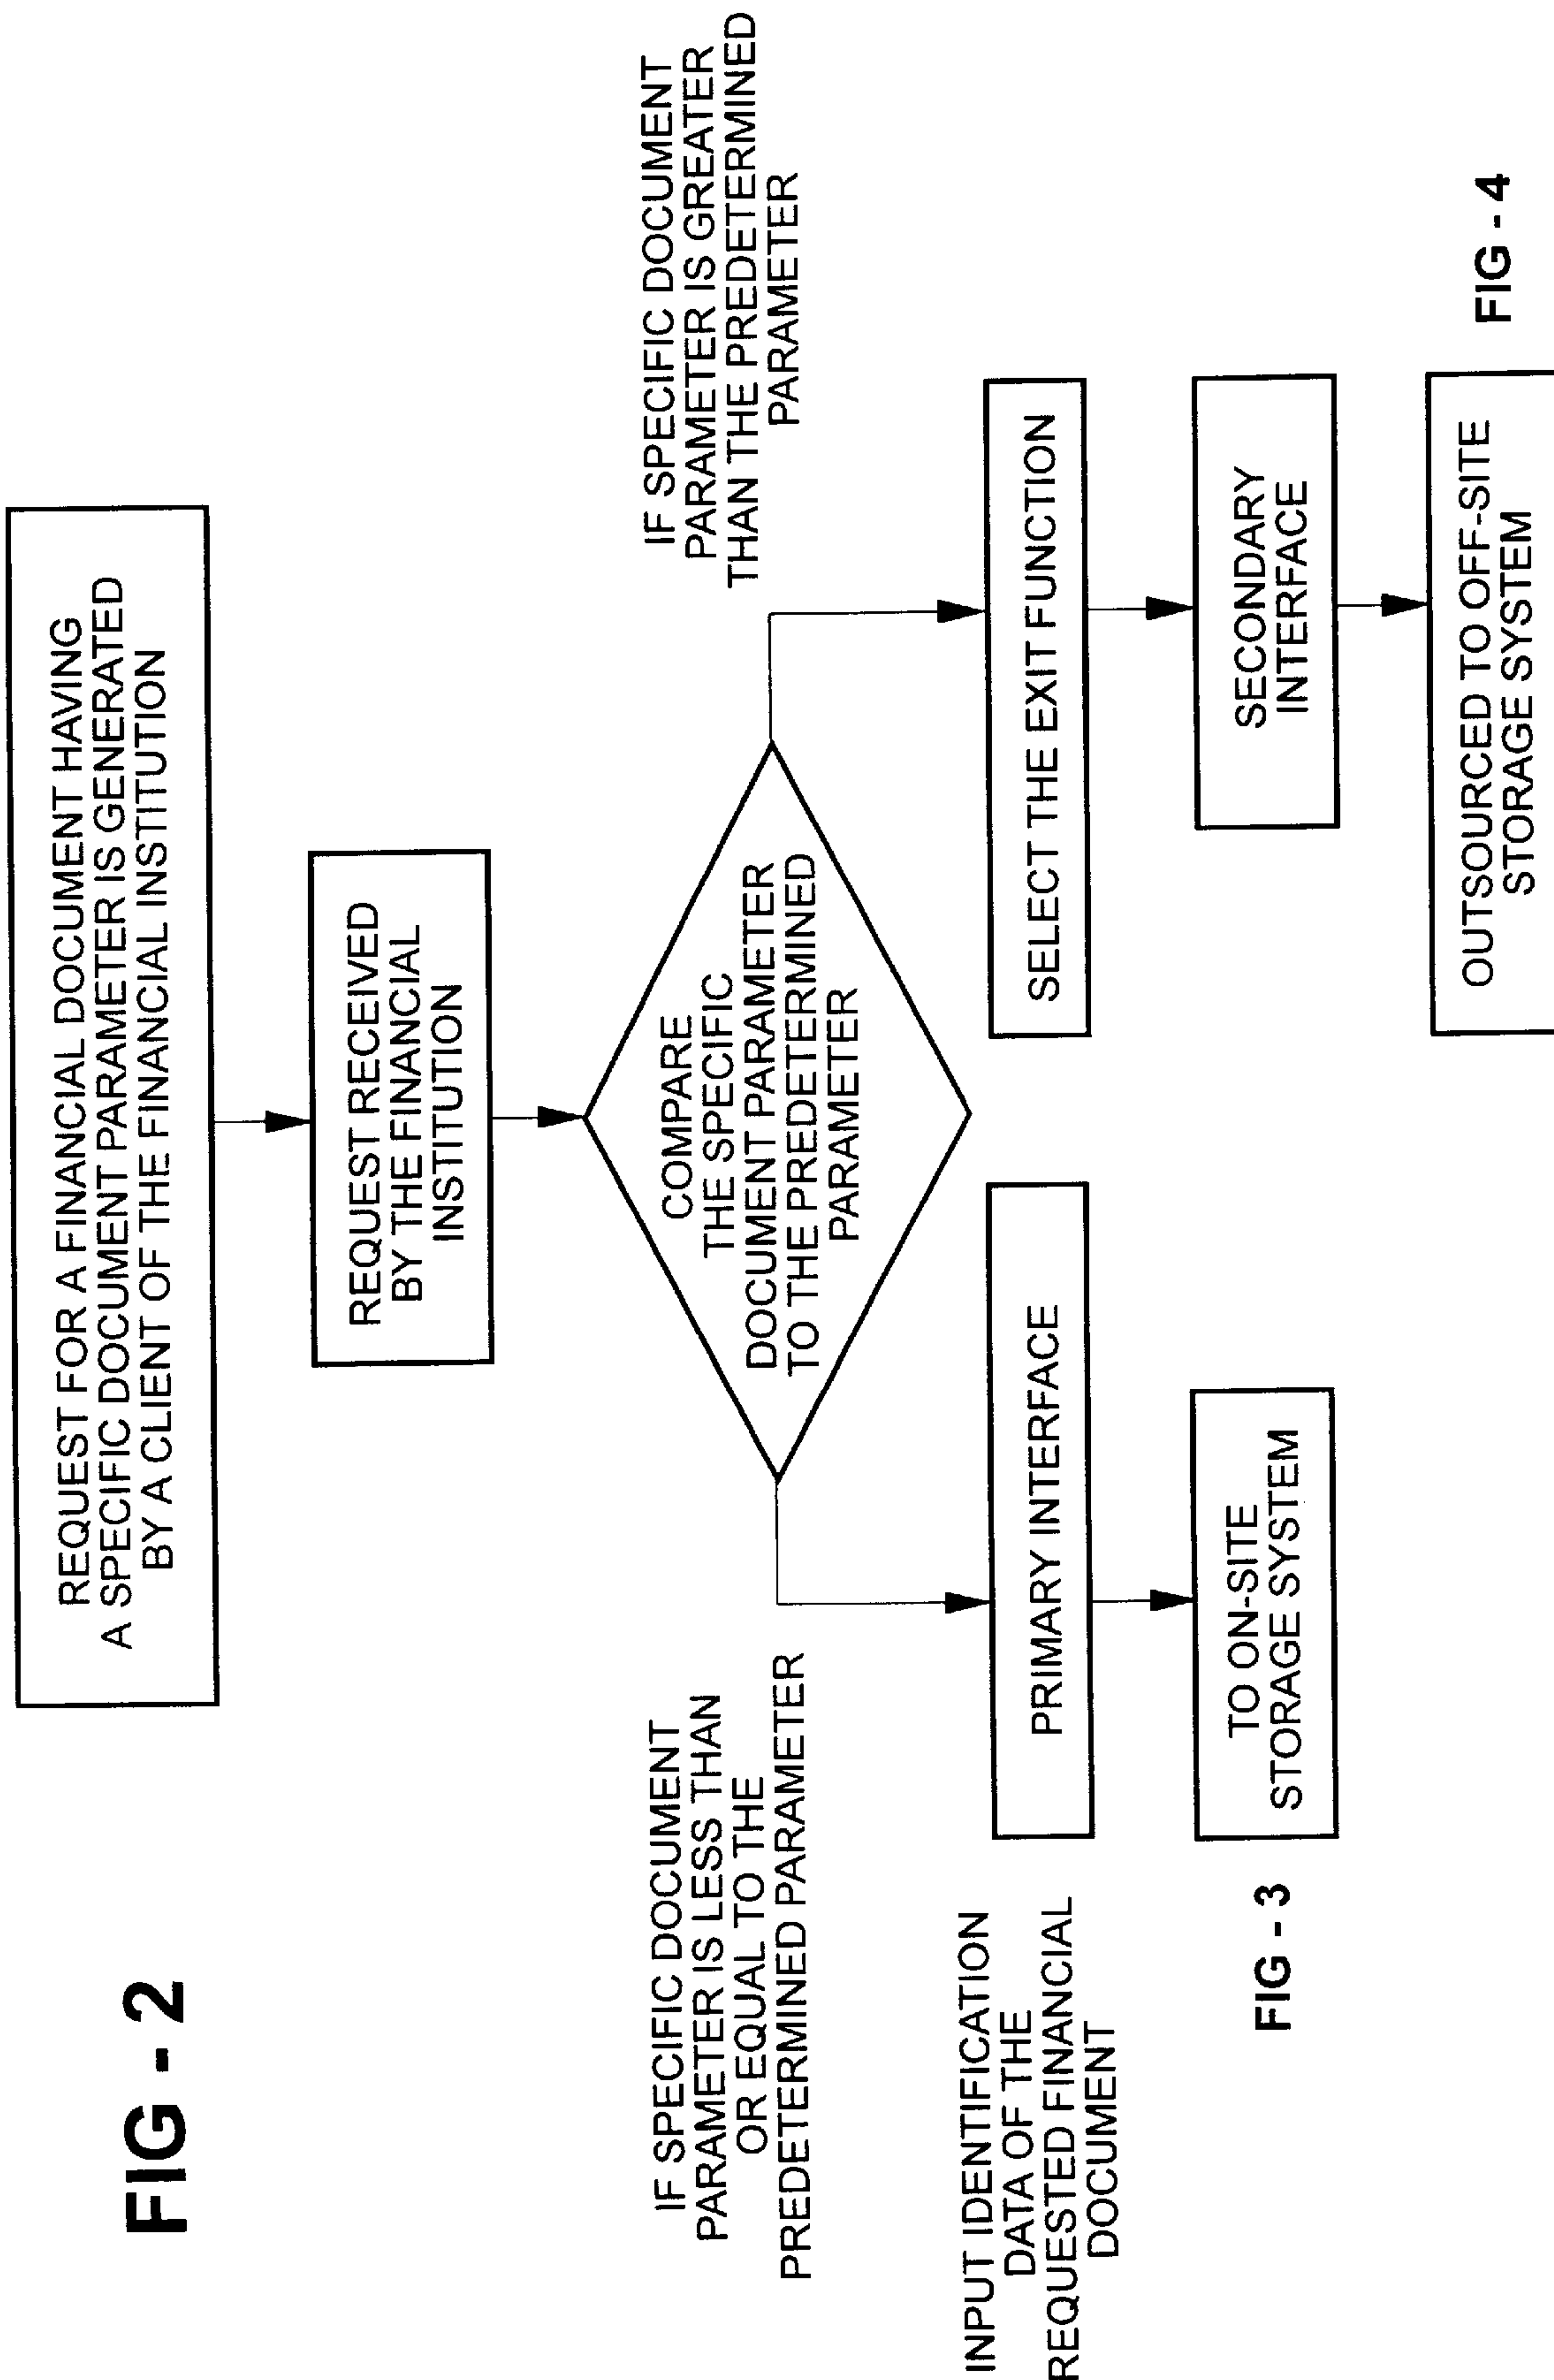 FIG - 2
REQUEST FOR A FINANCIAL DOCUMENT HAVING
A SPECIFIC DOCUMENT PARAMETER IS GENERATED
BY A CLIENT OF THE FINANCIAL INSTITUTION
REQUEST RECEIVED
BY THE FINANCIAL
INSTITUTION
COMPARE
THE SPECIFIC
DOCUMENT PARAMETER
TO THE PREDETERMINED
PARAMETER
IF SPECIFIC DOCUMENT
PARAMETER IS LESS THAN
OR EQUAL TO THE
PREDETERMINED PARAMETER
IF SPECIFIC DOCUMENT
PARAMETER IS GREATER
THAN THE PREDETERMINED
PARAMETER
INPUT IDENTIFICATION
DATA OF THE
REQUESTED FINANCIAL
DOCUMENT
PRIMARY INTERFACE
SELECT THE EXIT FUNCTION
FIG - 3
TO ON-SITE
STORAGE SYSTEM
SECONDARY
INTERFACE
OUTSOURCED TO OFF-SITE
STORAGE SYSTEM
FIG - 4